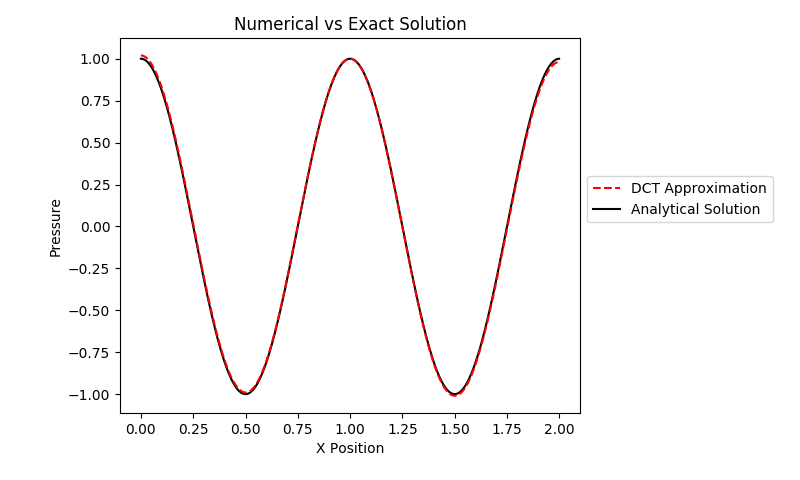 Numerical vs Exact Solution
1.00
0.75
0.50
0.25
0.00
−0.25
−0.50
−0.75
−1.00
Pressure
0.00 0.25 0.50 0.75 1.00 1.25 1.50 1.75 2.00
X Position
DCT Approximation
Analytical Solution